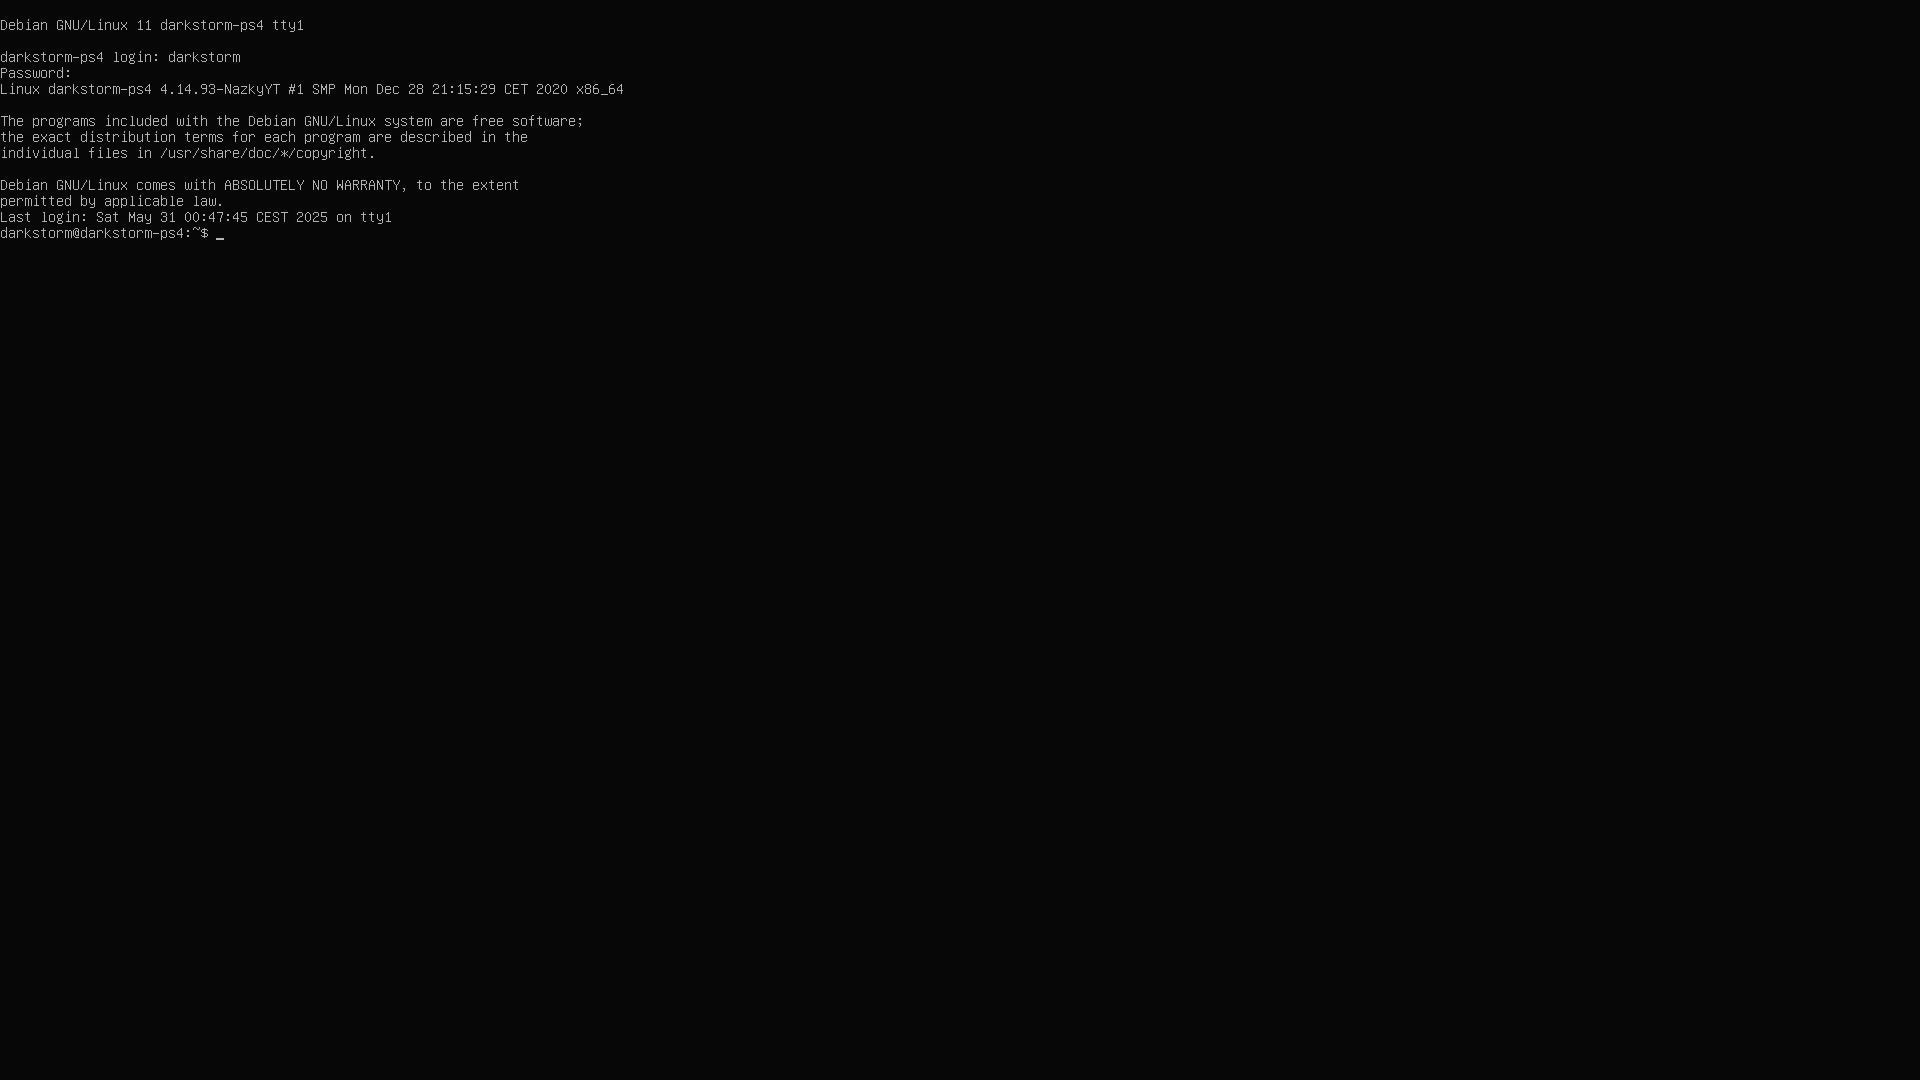 Debian GNU/Linux 11 darkstorm-ps4 tty1
darkstorm-ps4 login: darkstorm
Password:
Linux darkstorm-ps4 4.14.93-NazkyYT #1 SMP Mon Dec 28 21:15:29 CET 2020 x86_64
The programs included with the Debian GNU/Linux system are free software;
the exact distribution terms for each program are described in the
individual files in /usr/share/doc/*/copyright.
Debian GNU/Linux comes with ABSOLUTELY NO WARRANTY, to the extent
permitted by applicable law.
Last login: Sat May 31 00:47:45 CEST 2025 on tty1
darkstorm@darkstorm-ps4:~$ _